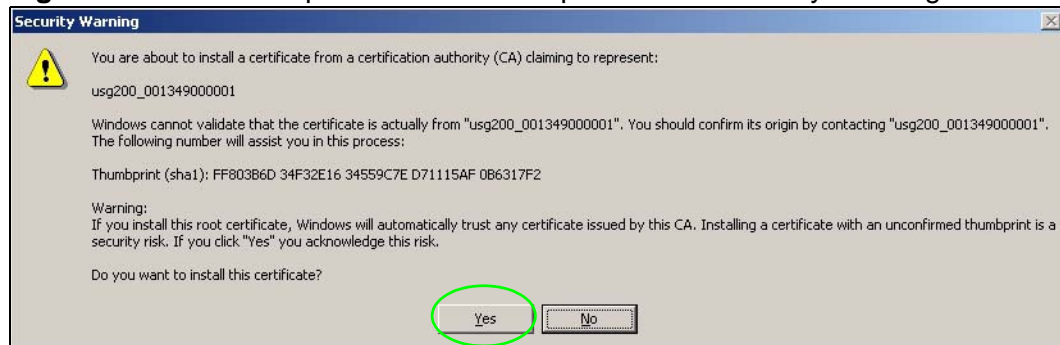 Security Warning
You are about to install a certificate from a certification authority (CA) claiming to represent:
usg200_001349000001
Windows cannot validate that the certificate is actually from "usg200_001349000001". You should confirm its origin by contacting "usg200_001349000001".
The following number will assist you in this process:
Thumbprint (sha1): FF803B6D 34F32E16 34559C7E D71115AF 0B6317F2
Warning:
If you install this root certificate, Windows will automatically trust any certificate issued by this CA. Installing a certificate with an unconfirmed thumbprint is a
security risk. If you click "Yes" you acknowledge this risk.
Do you want to install this certificate?
Yes No